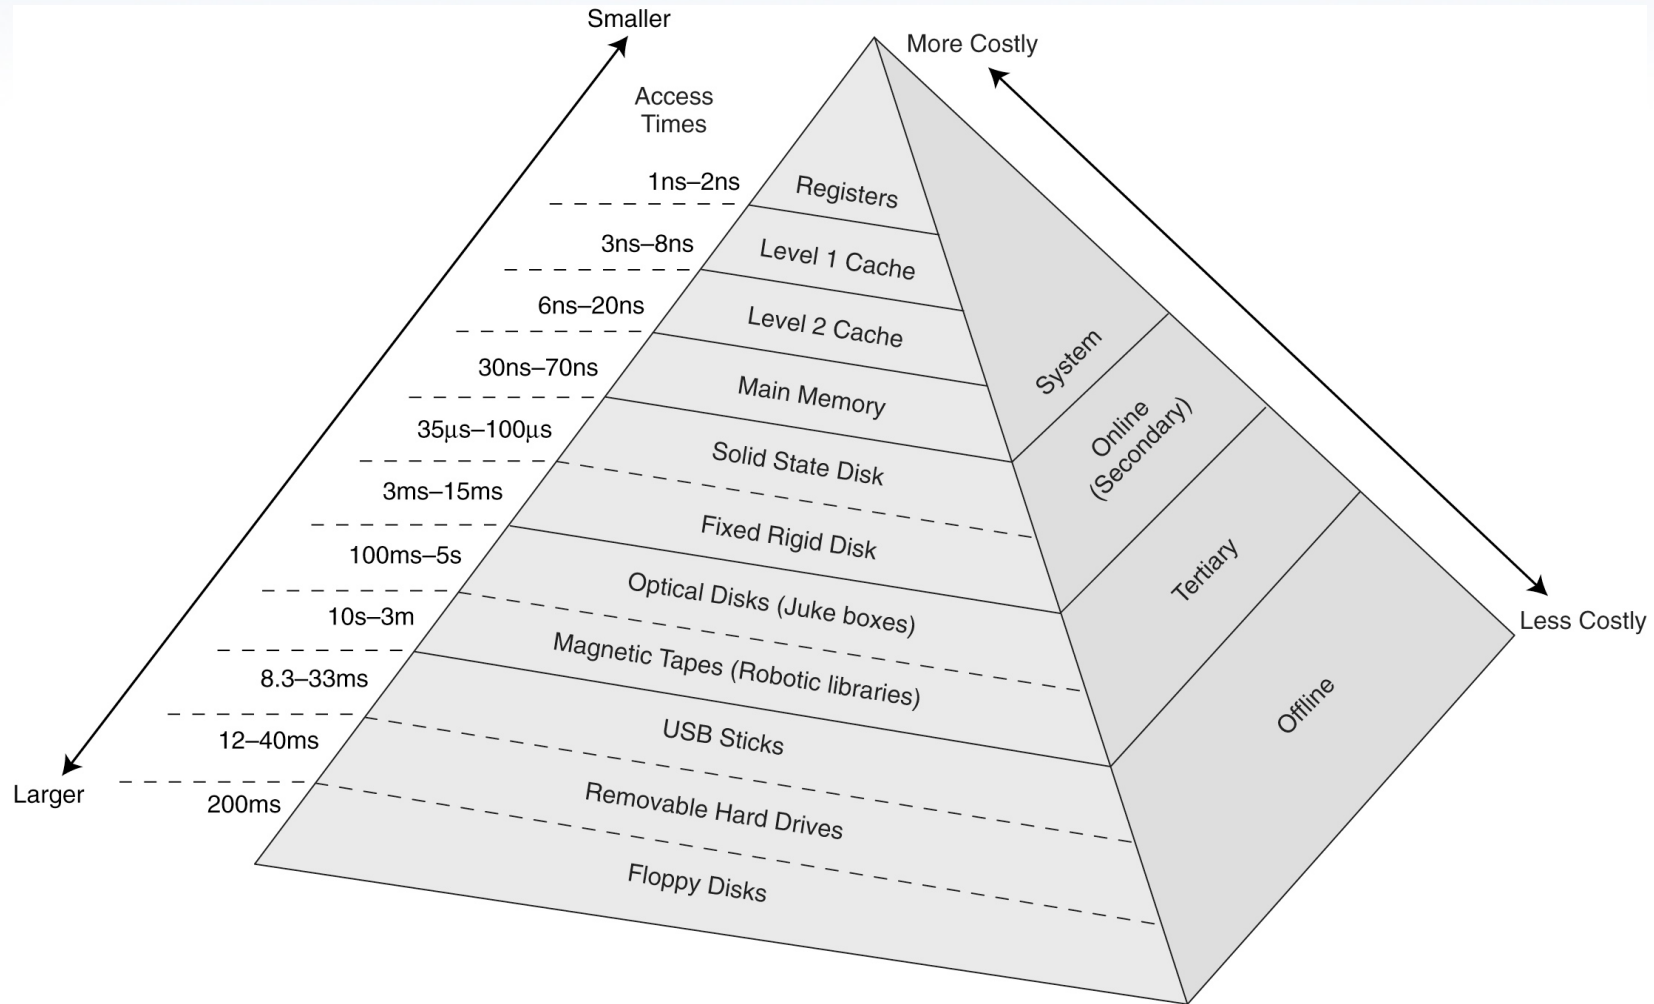 Smaller
More Costly
Access
Times
1ns–2ns
Registers
3ns–8ns
Level 1 Cache
6ns–20ns
Level 2 Cache
System
30ns–70ns
Main Memory
Online
(Secondary)
35μs–100μs
Solid State Disk
3ms–15ms
Fixed Rigid Disk
Tertiary
100ms–5s
Optical Disks (Juke boxes)
10s–3m
Magnetic Tapes (Robotic libraries)
Less Costly
8.3–33ms
USB Sticks
Offline
12–40ms
Removable Hard Drives
Larger
200ms
Floppy Disks